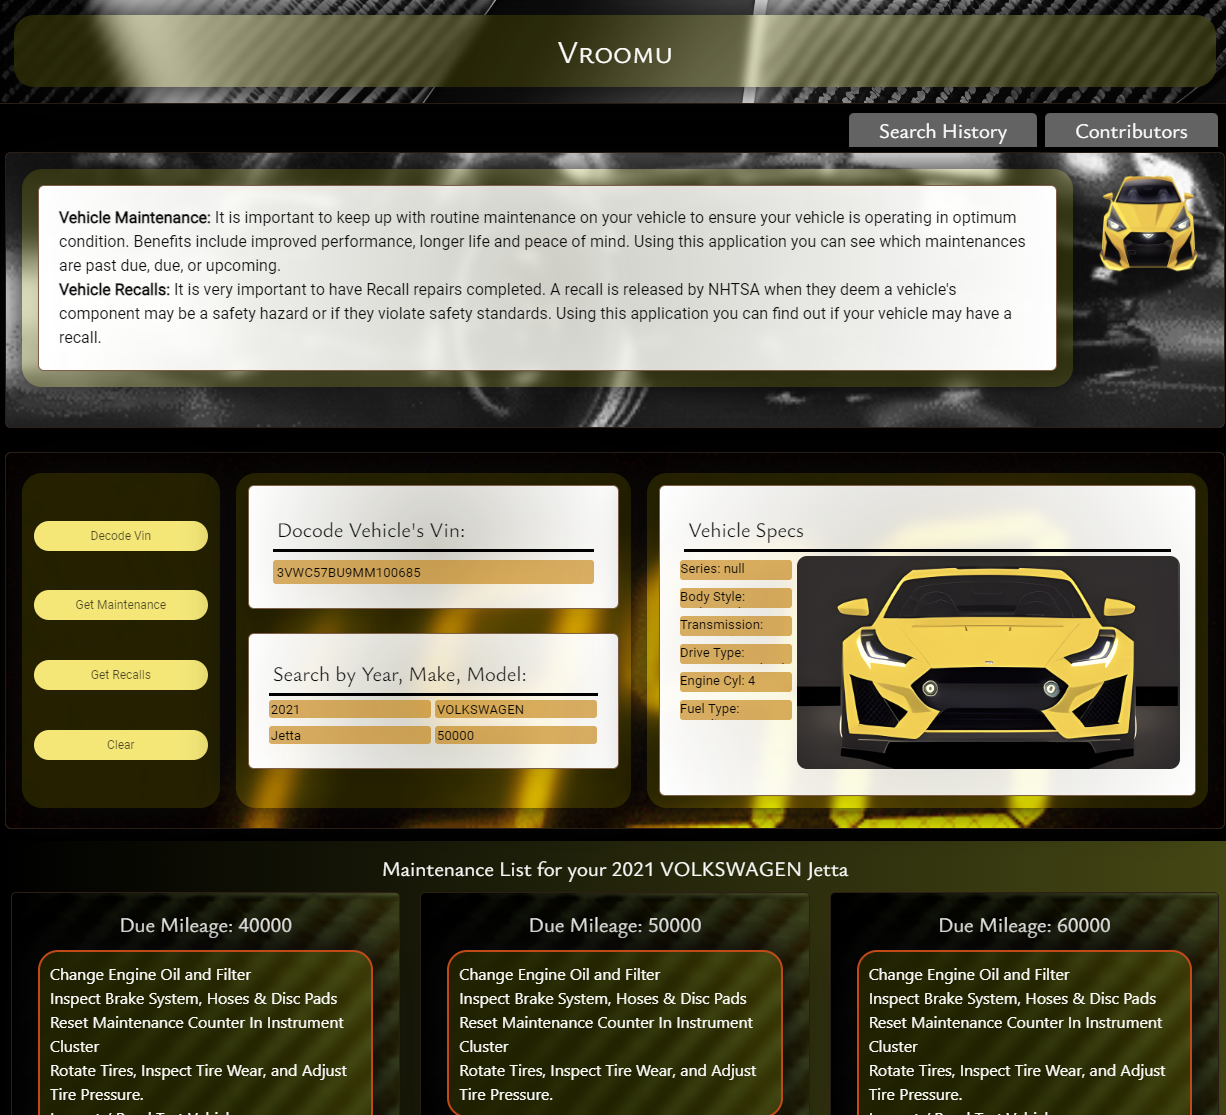 Vroomu
Search History
Contributors
Vehicle Maintenance: It is important to keep up with routine maintenance on your vehicle to ensure your vehicle is operating in optimum
condition. Benefits include improved performance, longer life and peace of mind. Using this application you can see which maintenances
are past due, due, or upcoming.
Vehicle Recalls: It is very important to have Recall repairs completed. A recall is released by NHTSA when they deem a vehicle's
component may be a safety hazard or if they violate safety standards. Using this application you can find out if your vehicle may have a
recall.
Decode Vin
Get Maintenance
Get Recalls
Clear
Docode Vehicle's Vin:
3VWC57BU9MM100685
Search by Year, Make, Model:
2021
VOLKSWAGEN
Jetta
50000
Vehicle Specs
Series: null
Body Style:
Transmission:
Drive Type:
Engine Cyl: 4
Fuel Type:
Maintenance List for your 2021 VOLKSWAGEN Jetta
Due Mileage: 40000
Change Engine Oil and Filter
Inspect Brake System, Hoses & Disc Pads
Reset Maintenance Counter In Instrument
Cluster
Rotate Tires, Inspect Tire Wear, and Adjust
Tire Pressure.
Due Mileage: 50000
Change Engine Oil and Filter
Inspect Brake System, Hoses & Disc Pads
Reset Maintenance Counter In Instrument
Cluster
Rotate Tires, Inspect Tire Wear, and Adjust
Tire Pressure.
Due Mileage: 60000
Change Engine Oil and Filter
Inspect Brake System, Hoses & Disc Pads
Reset Maintenance Counter In Instrument
Cluster
Rotate Tires, Inspect Tire Wear, and Adjust
Tire Pressure.